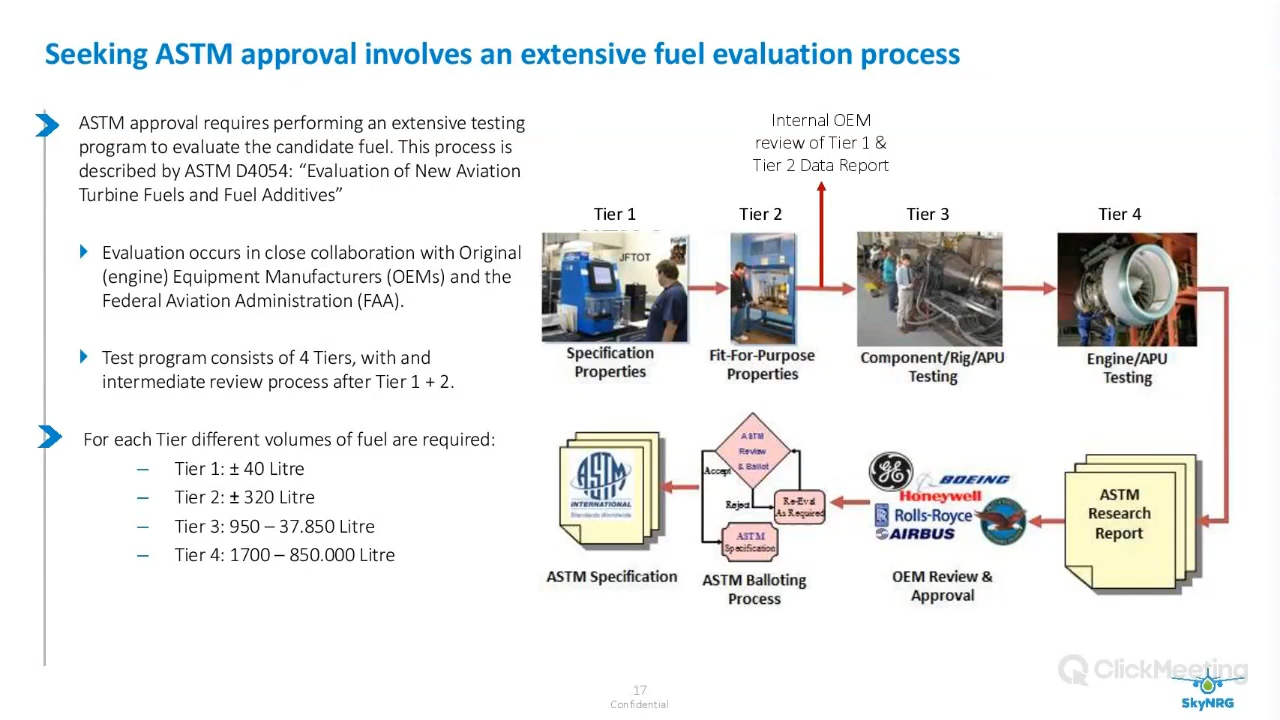 Seeking ASTM approval involves an extensive fuel evaluation process
ASTM approval requires performing an extensive testing
program to evaluate the candidate fuel. This process is
described by ASTM D4054: “Evaluation of New Aviation
Turbine Fuels and Fuel Additives”
Evaluation occurs in close collaboration with Original
(engine) Equipment Manufacturers (OEMs) and the
Federal Aviation Administration (FAA).
Test program consists of 4 Tiers, with and
intermediate review process after Tier 1 + 2.
For each Tier different volumes of fuel are required:
– Tier 1: ± 40 Litre
– Tier 2: ± 320 Litre
– Tier 3: 950 – 37.850 Litre
– Tier 4: 1700 – 850.000 Litre
Internal OEM
review of Tier 1 &
Tier 2 Data Report
Tier 1
Tier 2
Tier 3
Tier 4
JFTOT
Specification
Properties
Fit-For-Purpose
Properties
Component/Rig/APU
Testing
Engine/APU
Testing
ASTM
INTERNATIONAL
Standards Worldwide
ASTM Specification
ASTM
Review
& Ballot
Accept
Reject
Re-Eval
As Required
ASTM
Specification
ASTM Balloting
Process
GE
BOEING
Honeywell
Rolls-Royce
AIRBUS
OEM Review &
Approval
ASTM
Research
Report
17
Confidential
ClickMeeting
SkyNRG